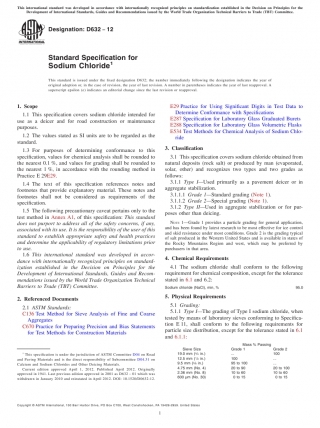 This international standard was developed in accordance with internationally recognized principles on standardization established in the Decision on Principles for the
Development of International Standards, Guides and Recommendations issued by the World Trade Organization Technical Barriers to Trade (TBT) Committee.
Designation: D632 − 12
Standard Specification for
Sodium Chloride¹
This standard is issued under the fixed designation D632; the number immediately following the designation indicates the year of
original adoption or, in the case of revision, the year of last revision. A number in parentheses indicates the year of last reapproval. A
superscript epsilon (ε) indicates an editorial change since the last revision or reapproval.
1. Scope
1.1 This specification covers sodium chloride intended for
use as a deicer and for road construction or maintenance
purposes.
1.2 The values stated as SI units are to be regarded as the
standard.
1.3 For purposes of determining conformance to this
specification, values for chemical analysis shall be rounded to
the nearest 0.1 %, and values for grading shall be rounded to
the nearest 1 %, in accordance with the rounding method in
Practice E 29E29.
1.4 The text of this specification references notes and
footnotes that provide explanatory material. These notes and
footnotes shall not be considered as requirements of the
specification.
1.5 The following precautionary caveat pertains only to the
test method in Annex A1, of this specification: This standard
does not purport to address all of the safety concerns, if any,
associated with its use. It is the responsibility of the user of this
standard to establish appropriate safety and health practices
and determine the applicability of regulatory limitations prior
to use.
1.6 This international standard was developed in accor-
dance with internationally recognized principles on standard-
ization established in the Decision on Principles for the
Development of International Standards, Guides and Recom-
mendations issued by the World Trade Organization Technical
Barriers to Trade (TBT) Committee.
2. Referenced Documents
2.1 ASTM Standards:
C136 Test Method for Sieve Analysis of Fine and Coarse
Aggregates
C670 Practice for Preparing Precision and Bias Statements
for Test Methods for Construction Materials
¹ This specification is under the jurisdiction of ASTM Committee D04 on Road
and Paving Materials and is the direct responsibility of Subcommittee D04.31 on
Calcium and Sodium Chlorides and Other Deicing Materials.
Current edition approved April 1, 2012. Published April 2012. Originally
approved in 1941. Last previous edition approved in 2001 as D632 – 01 which was
withdrawn in January 2010 and reinstated in April 2012. DOI: 10.1520/D0632-12.
E29 Practice for Using Significant Digits in Test Data to
Determine Conformance with Specifications
E287 Specification for Laboratory Glass Graduated Burets
E288 Specification for Laboratory Glass Volumetric Flasks
E534 Test Methods for Chemical Analysis of Sodium Chlo-
ride
3. Classification
3.1 This specification covers sodium chloride obtained from
natural deposits (rock salt) or produced by man (evaporated,
solar, other) and recognizes two types and two grades as
follows:
3.1.1 Type I—Used primarily as a pavement deicer or in
aggregate stabilization.
3.1.1.1 Grade 1—Standard grading (Note 1).
3.1.1.2 Grade 2—Special grading (Note 1).
3.1.2 Type II—Used in aggregate stabilization or for pur-
poses other than deicing.
NOTE 1—Grade 1 provides a particle grading for general application,
and has been found by latest research to be most effective for ice control
and skid resistance under most conditions. Grade 2 is the grading typical
of salt produced in the Western United States and is available in states of
the Rocky Mountains Region and west, which may be preferred by
purchasers in that area.
4. Chemical Requirements
4.1 The sodium chloride shall conform to the following
requirement for chemical composition, except for the tolerance
stated in 6.1 and 6.2:
Sodium chloride (NaCl), min, % 95.0
5. Physical Requirements
5.1 Grading:
5.1.1 Type I—The grading of Type I sodium chloride, when
tested by means of laboratory sieves conforming to Specifica-
tion E 11, shall conform to the following requirements for
particle size distribution, except for the tolerance stated in 6.1
and 6.1.1:
Mass % Passing
Sieve Size Grade 1 Grade 2
19.0 mm (¾ in.) ... 100
12.5 mm (½ in.) 100 ...
9.5 mm (⅜ in.) 95 to 100 ...
4.75 mm (No. 4) 20 to 90 20 to 100
2.36 mm (No. 8) 10 to 60 10 to 60
600 µm (No. 30) 0 to 15 0 to 15
Copyright © ASTM International, 100 Barr Harbor Drive, PO Box C700, West Conshohocken, PA 19428-2959. United States
1